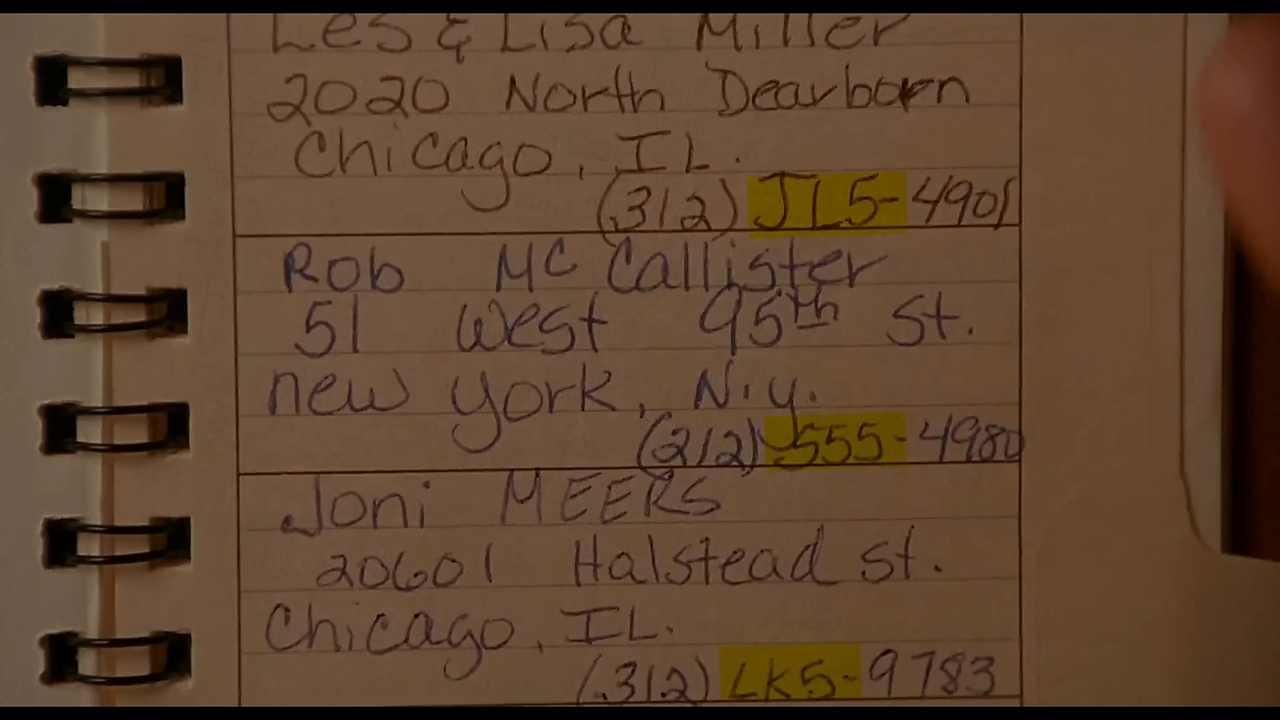 Les & Lisa Miller
2020 North Dearborn
Chicago, IL.
(312) JL5-4901
Rob Mc Callister
51 West 95th St.
new york, N.y.
(212) 555-4980
Joni MEERS
20601 Halstead st.
Chicago, IL.
(312) LK5-9783